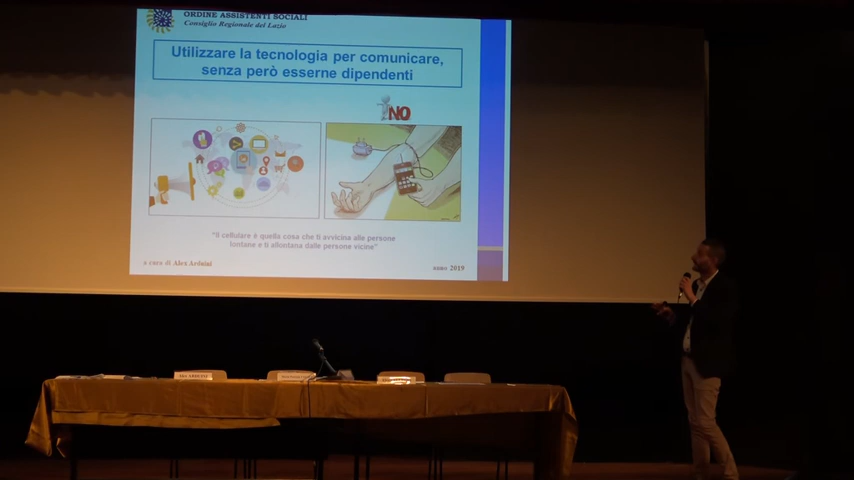 ORDINE ASSISTENTI SOCIALI
Consiglio Regionale del Lazio
Utilizzare la tecnologia per comunicare,
senza però esserne dipendenti
NO
"Il cellulare è quella cosa che ti avvicina alle persone
lontane e ti allontana dalle persone vicine"
a cura di Alex
anno 2019
Alex